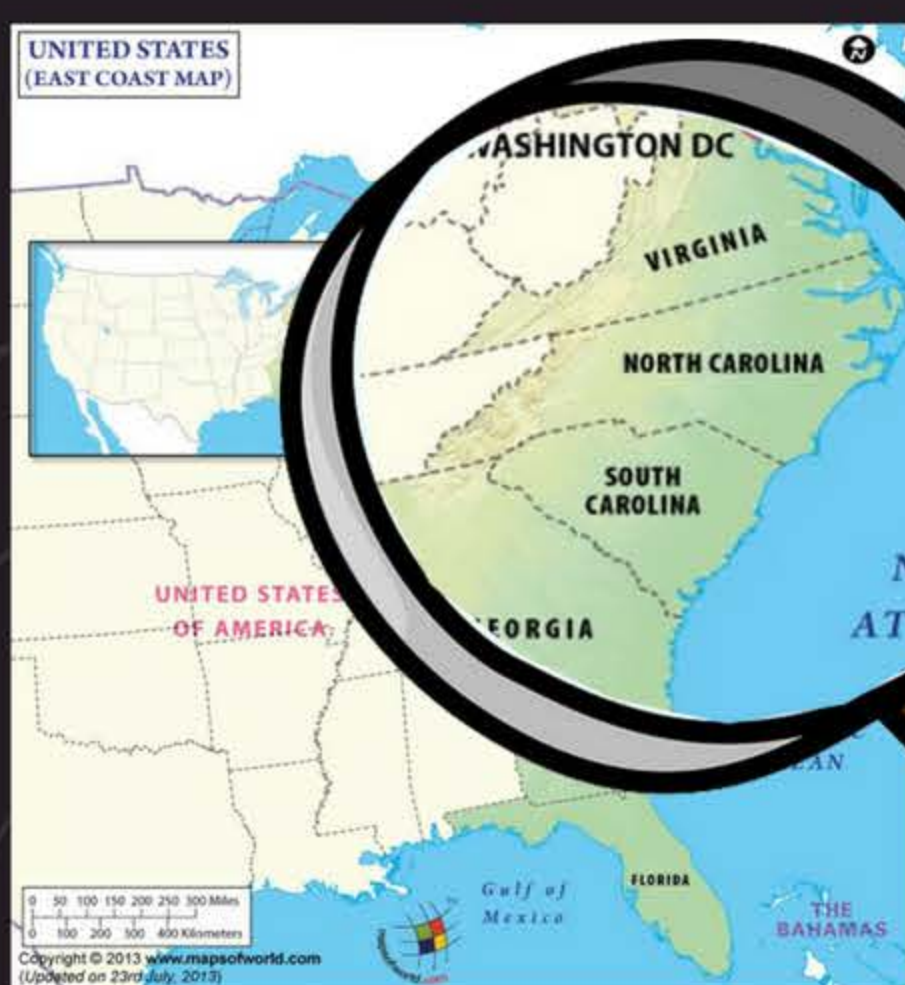 UNITED STATES
(EAST COAST MAP)
WASHINGTON DC
VIRGINIA
NORTH CAROLINA
SOUTH
CAROLINA
EORGIA
UNITED STATES
OF AMERICA
N
AT
EAN
FLORIDA
Gulf of
Mexico
THE
BAHAMAS
0 50 100 150 200 250 300 Miles
0 100 200 300 400 Kilometers
Copyright © 2013 www.mapsofworld.com
(Updated on 23rd July, 2013)